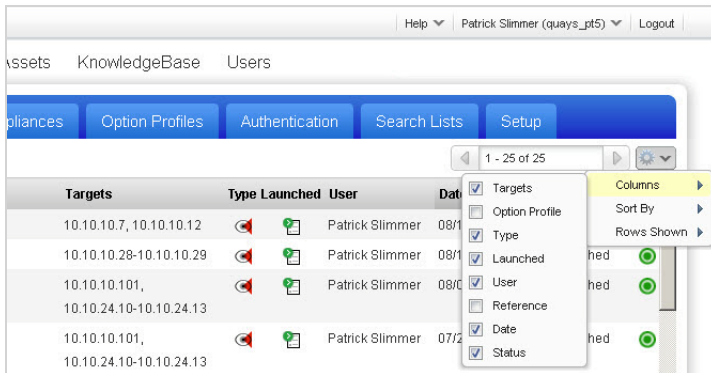 Help Patrick Slimmer (quays_pt5) Logout
Assets KnowledgeBase Users
pliances Option Profiles Authentication Search Lists Setup
1 - 25 of 25
Targets Type Launched User Dat
Targets
Option Profile
Type
Launched
User
Reference
Date
Status
Columns
Sort By
Rows Shown
10.10.10.7, 10.10.10.12 Patrick Slimmer 08/1
10.10.10.28-10.10.10.29 Patrick Slimmer 08/1 hed
10.10.10.101, Patrick Slimmer 08/0 hed
10.10.24.10-10.10.24.13
10.10.10.101, Patrick Slimmer 07/2 hed
10.10.24.10-10.10.24.13